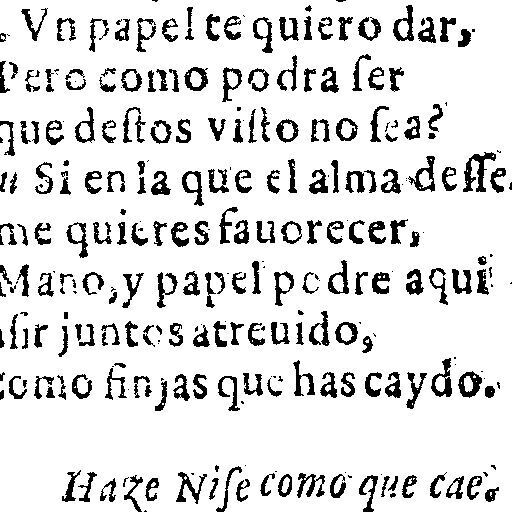 . Vn papel te quiero dar,
Pero como podra ſer
que deſtos viſto no ſea?
u Si en la que el alma deſſe
me quieres fauorecer,
Mano, y papel podre aqui
aſir juntos atreuido,
como finjas que has caydo.
Haze Niſe como que cae.